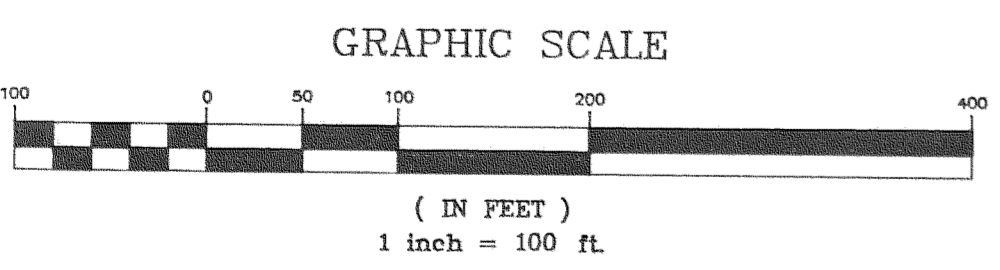 GRAPHIC SCALE
100 0 50 100 200 400
( IN FEET )
1 inch = 100 ft.